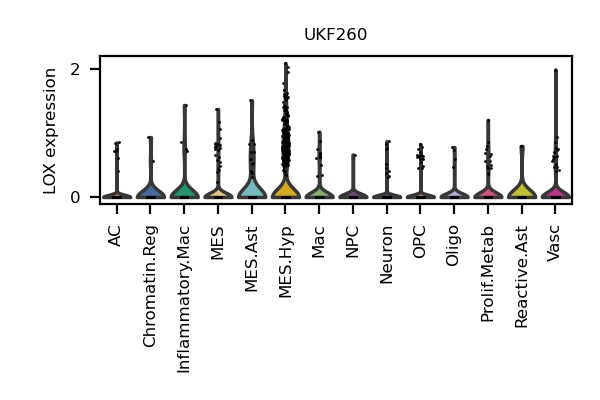 UKF260
LOX expression
2
0
AC
Chromatin.Reg
Inflammatory.Mac
MES
MES.Ast
MES.Hyp
Mac
NPC
Neuron
OPC
Oligo
Prolif.Metab
Reactive.Ast
Vasc